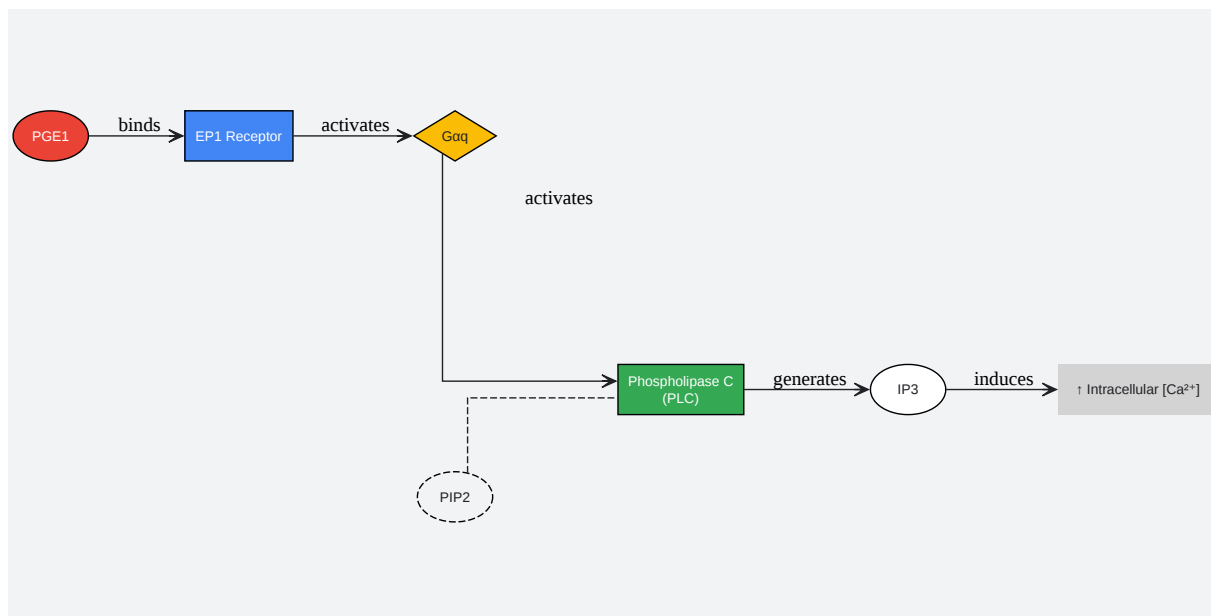 PGE1
binds
EP1 Receptor
activates
Gαq
activates
Phospholipase C
(PLC)
generates
IP3
induces
↑ Intracellular [Ca²⁺]
PIP2